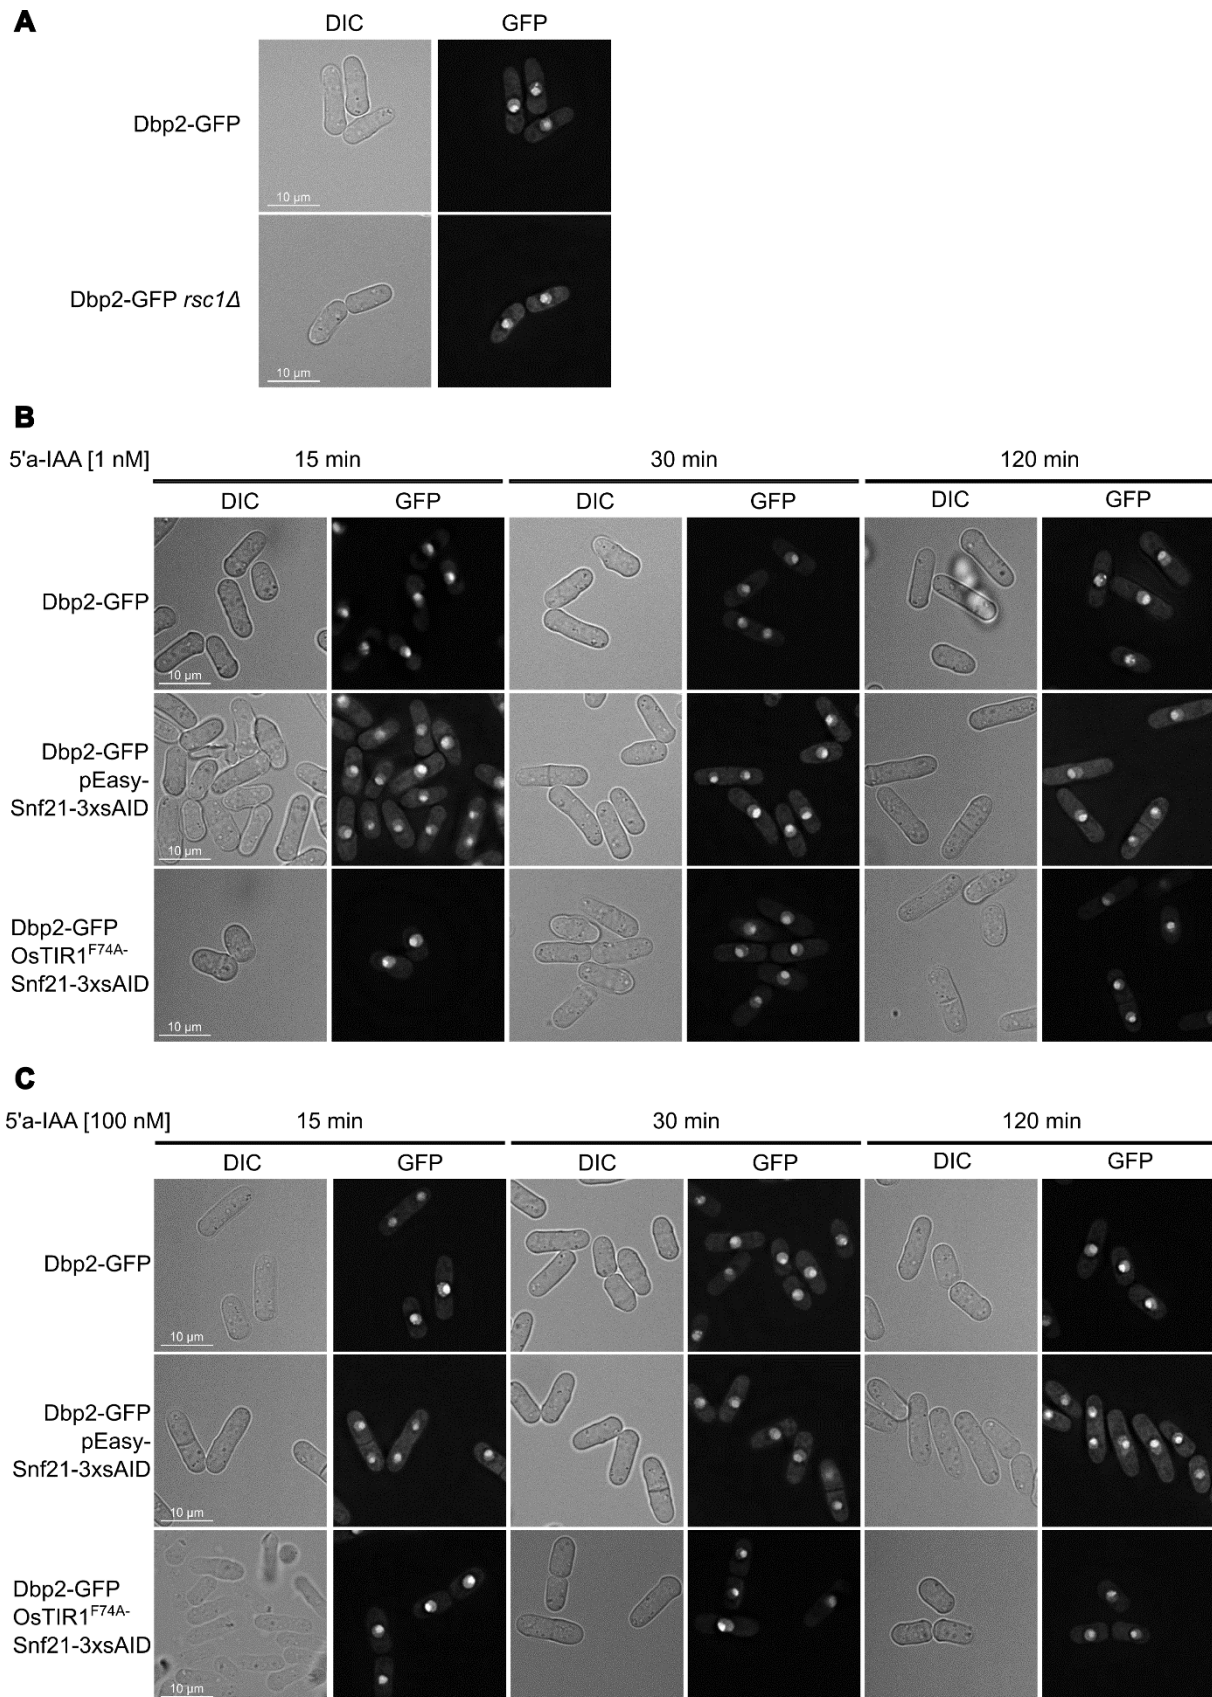 A
DIC GFP
Dbp2-GFP
10 µm
Dbp2-GFP rsc1Δ
10 µm
B
5'a-IAA [1 nM] 15 min 30 min 120 min
DIC GFP DIC GFP DIC GFP
Dbp2-GFP
10 µm
Dbp2-GFP
pEasy-
Snf21-3xsAID
10 µm
Dbp2-GFP
OsTIR1F74A-
Snf21-3xsAID
10 µm
C
5'a-IAA [100 nM] 15 min 30 min 120 min
DIC GFP DIC GFP DIC GFP
Dbp2-GFP
10 µm
Dbp2-GFP
pEasy-
Snf21-3xsAID
10 µm
Dbp2-GFP
OsTIR1F74A-
Snf21-3xsAID
10 µm